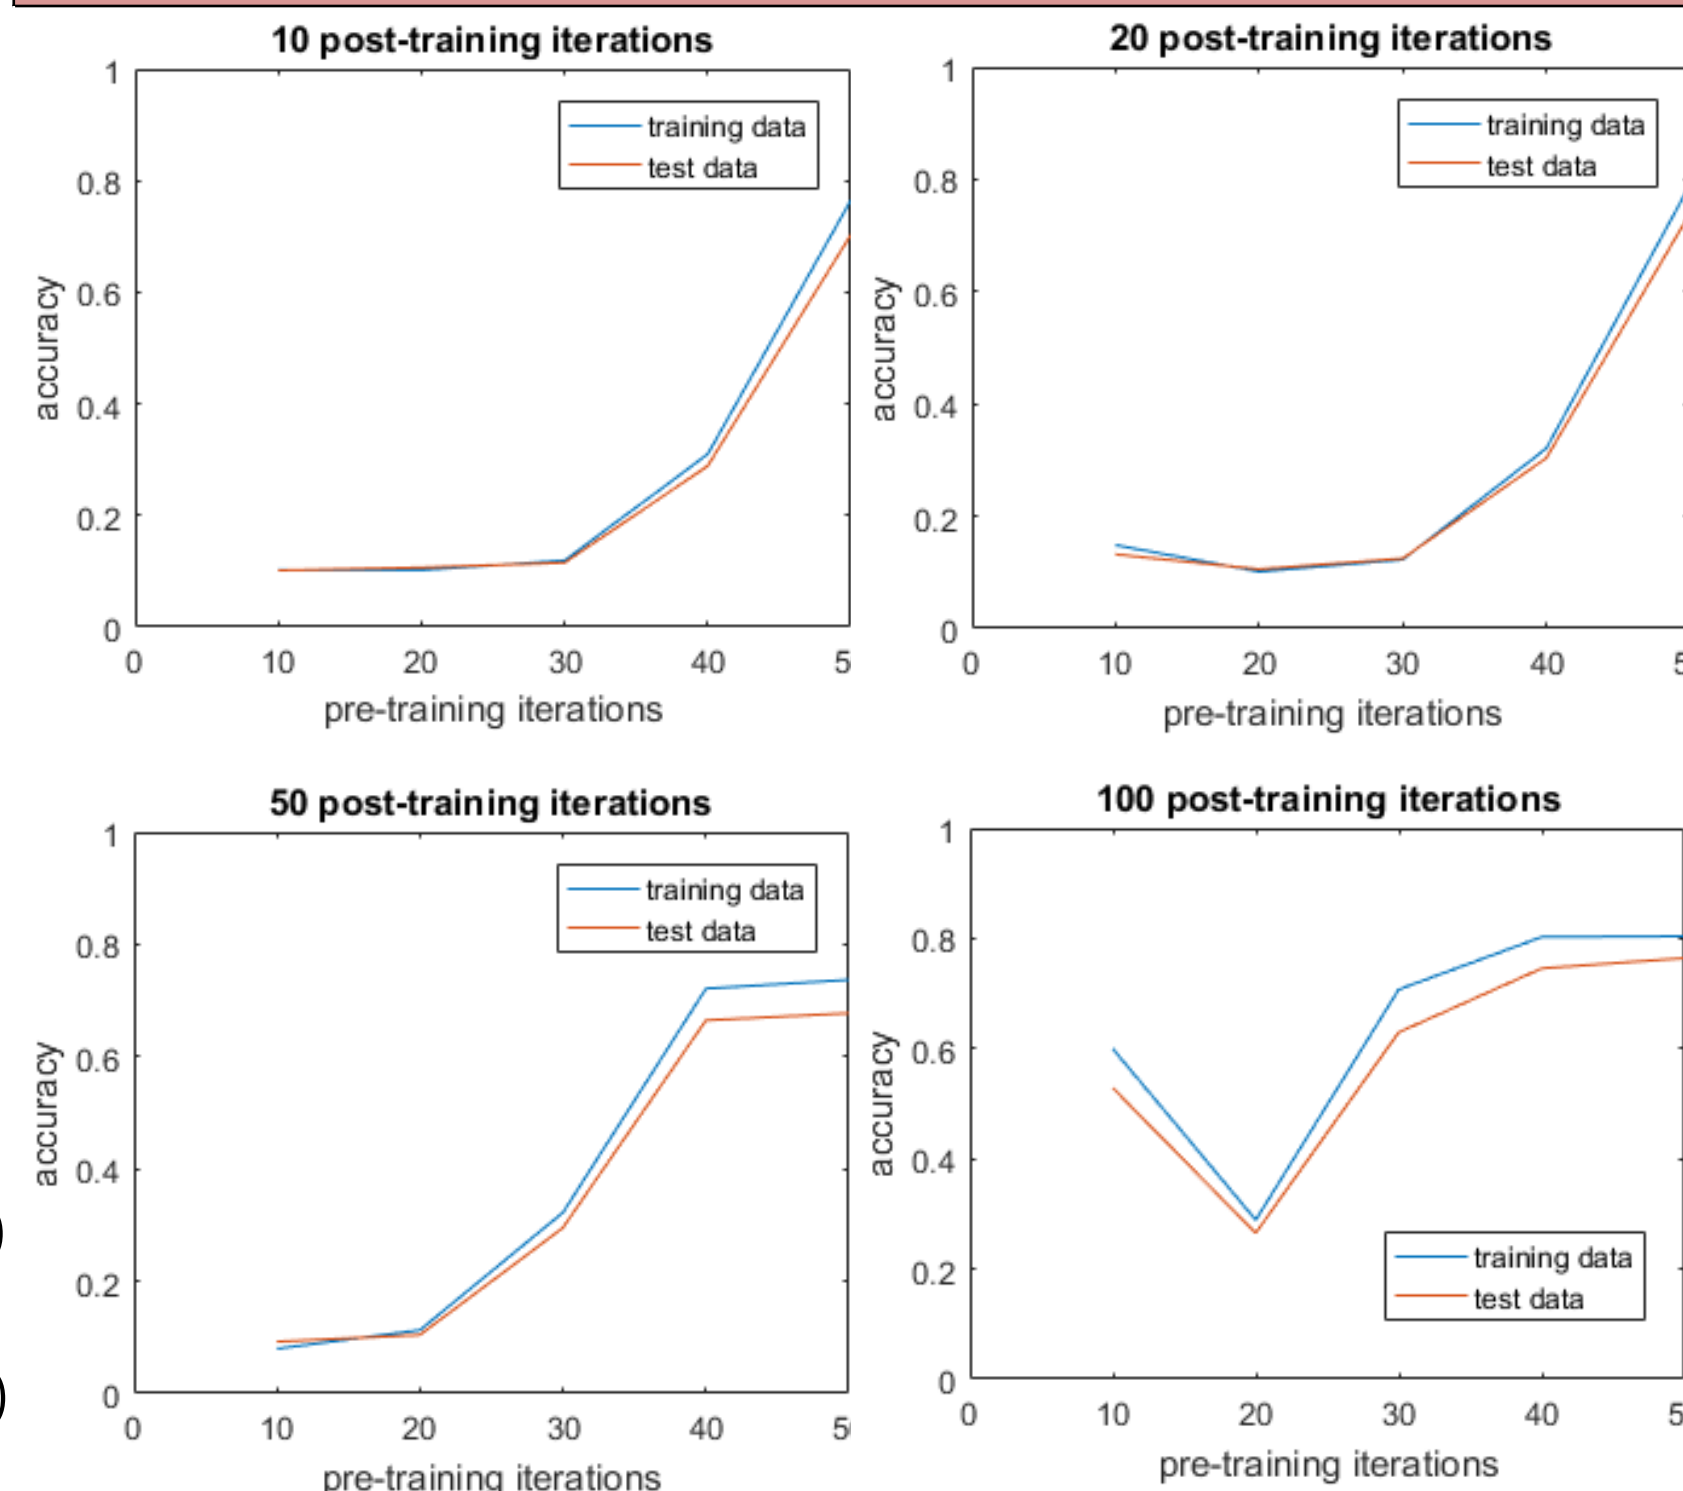 10 post-training iterations
1
0.8
0.6
0.4
0.2
0
accuracy
training data
test data
0 10 20 30 40 5
pre-training iterations
20 post-training iterations
1
0.8
0.6
0.4
0.2
0
accuracy
training data
test data
0 10 20 30 40
pre-training iterations
50 post-training iterations
1
0.8
0.6
0.4
0.2
0
accuracy
training data
test data
0 10 20 30 40 5
pre-training iterations
100 post-training iterations
1
0.8
0.6
0.4
0.2
0
accuracy
training data
test data
0 10 20 30 40 5
pre-training iterations
)
)